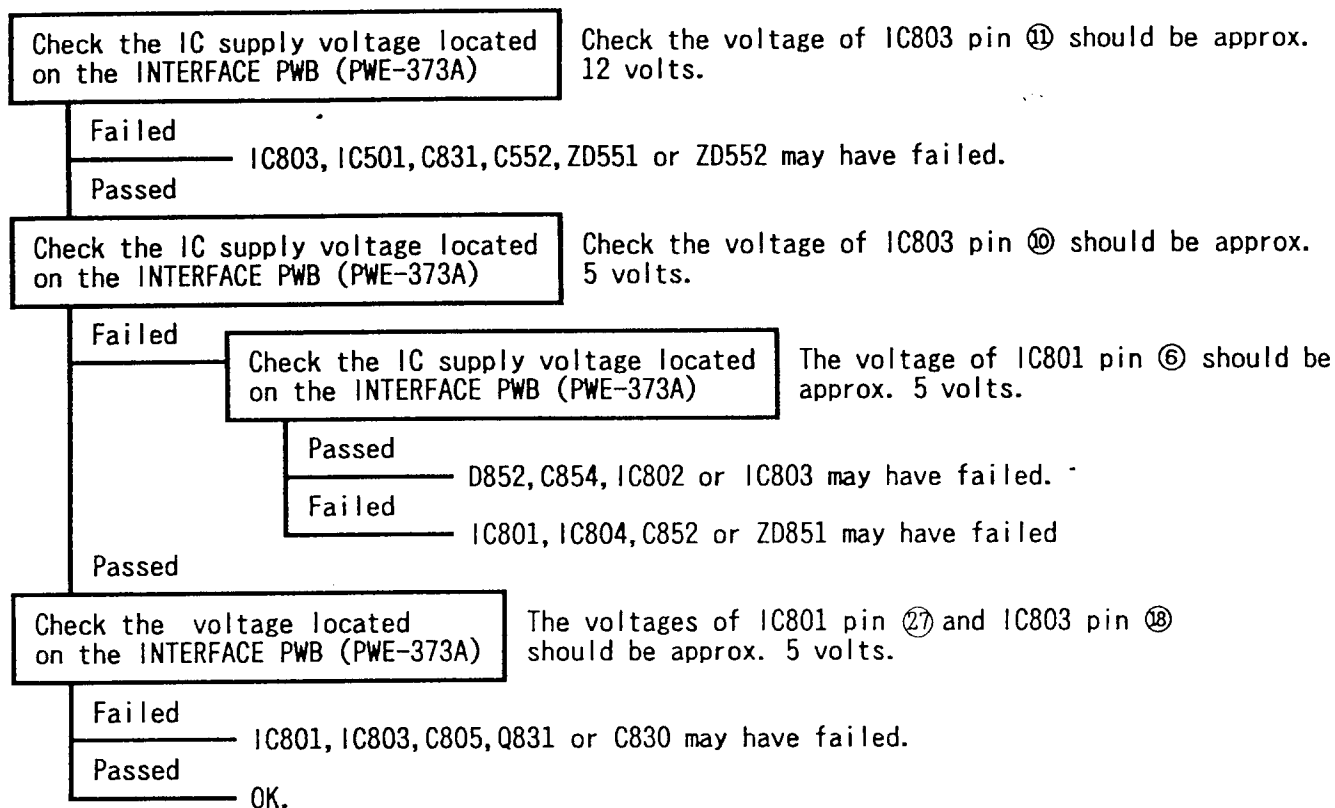 Check the IC supply voltage located
on the INTERFACE PWB (PWE-373A)
Check the voltage of IC803 pin ⑪ should be approx.
12 volts.
Failed
IC803, IC501, C831, C552, ZD551 or ZD552 may have failed.
Passed
Check the IC supply voltage located
on the INTERFACE PWB (PWE-373A)
Check the voltage of IC803 pin ⑩ should be approx.
5 volts.
Failed
Check the IC supply voltage located
on the INTERFACE PWB (PWE-373A)
The voltage of IC801 pin ⑥ should be
approx. 5 volts.
Passed
D852, C854, IC802 or IC803 may have failed.
Failed
IC801, IC804, C852 or ZD851 may have failed
Passed
Check the voltage located
on the INTERFACE PWB (PWE-373A)
The voltages of IC801 pin ㉗ and IC803 pin ⑱
should be approx. 5 volts.
Failed
IC801, IC803, C805, Q831 or C830 may have failed.
Passed
OK.